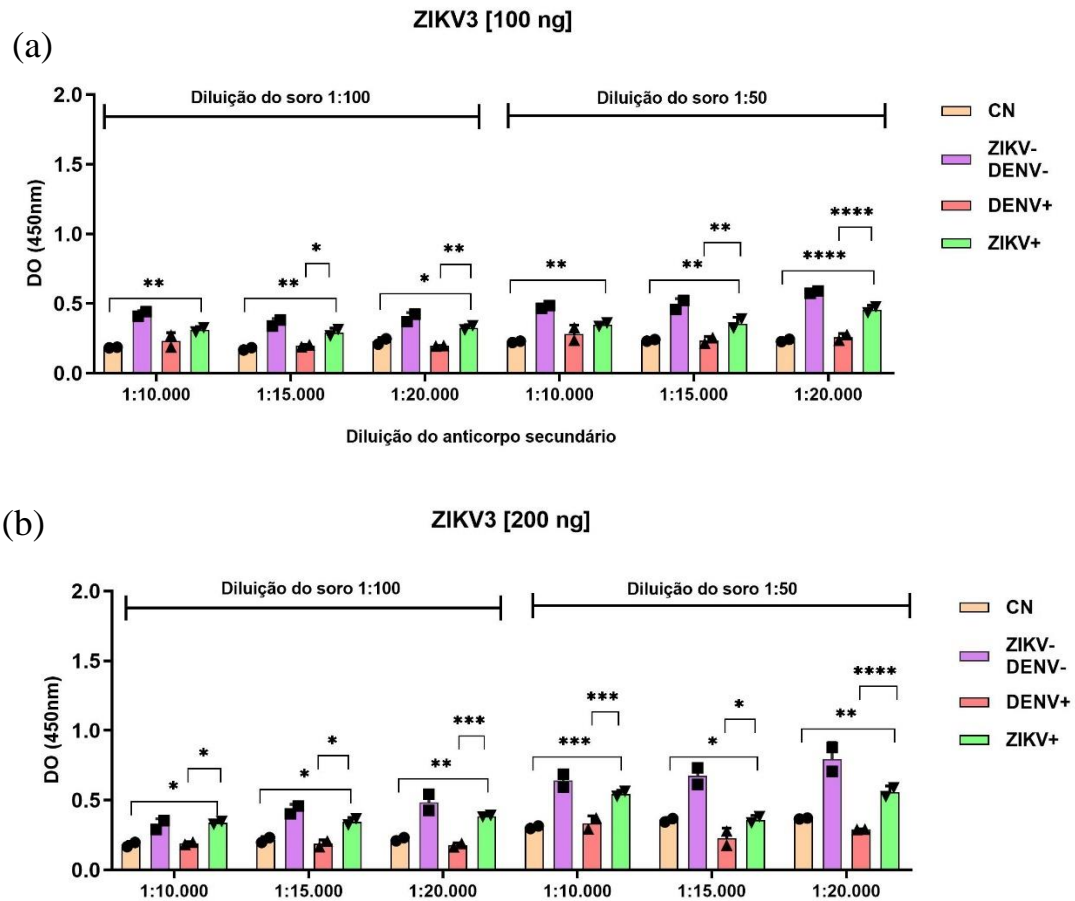 ZIKV3 [100 ng]
(a)
Diluição do soro 1:100
Diluição do soro 1:50
2.0
1.5
1.0
0.5
0.0
DO (450nm)
**
**
*
*
**
**
**
**
****
****
1:10.000
1:15.000
1:20.000
1:10.000
1:15.000
1:20.000
Diluição do anticorpo secundário
CN
ZIKV-
DENV-
DENV+
ZIKV+
(b)
ZIKV3 [200 ng]
Diluição do soro 1:100
Diluição do soro 1:50
2.0
1.5
1.0
0.5
0.0
DO (450nm)
*
*
*
*
**
***
***
***
*
*
**
****
1:10.000
1:15.000
1:20.000
1:10.000
1:15.000
1:20.000
CN
ZIKV-
DENV-
DENV+
ZIKV+